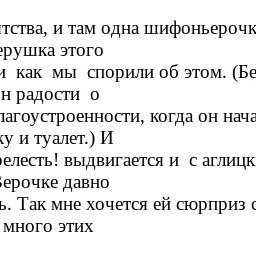 тства, и там одна шифоньерочк
ерушка этого
и как мы спорили об этом. (Бе
н радости о
лагоустроенности, когда он нача
ку и туалет.) И
релесть! выдвигается и с аглицк
Верочке давно
ь. Так мне хочется ей сюрприз с
много этих